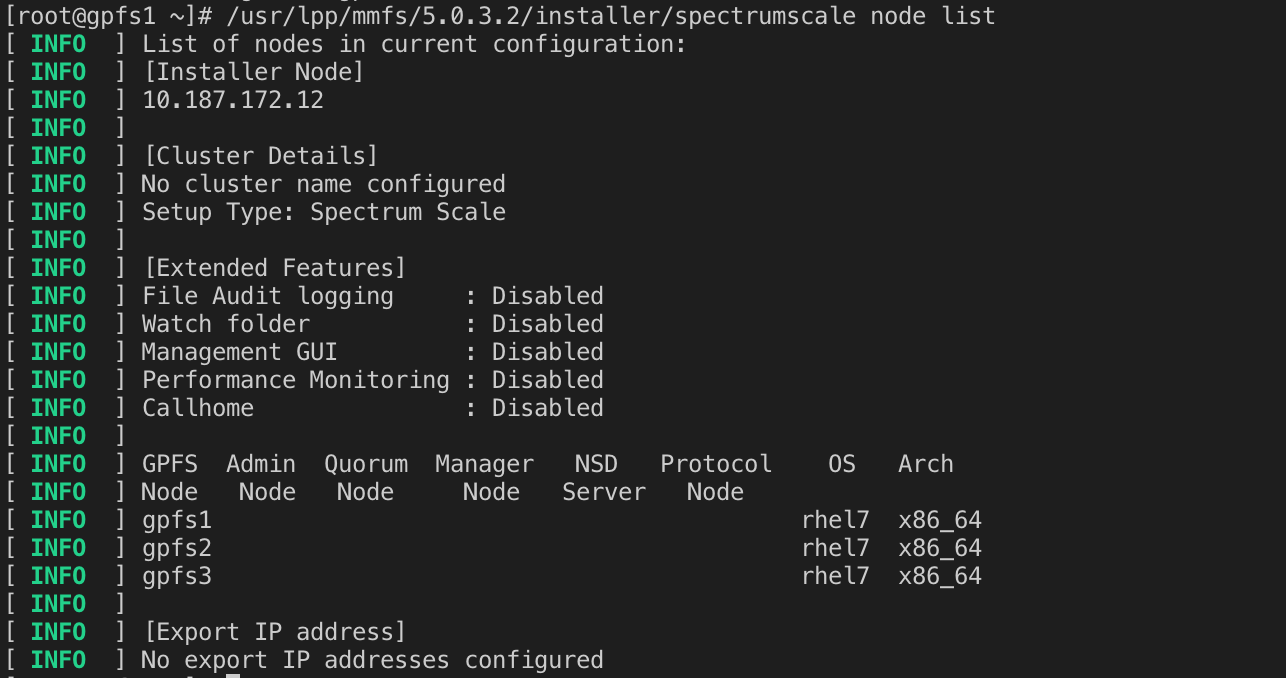 [root@gpfs1 ~]# /usr/lpp/mmfs/5.0.3.2/installer/spectrumscale node list
[ INFO  ] List of nodes in current configuration:
[ INFO  ] [Installer Node]
[ INFO  ] 10.187.172.12
[ INFO  ]
[ INFO  ] [Cluster Details]
[ INFO  ] No cluster name configured
[ INFO  ] Setup Type: Spectrum Scale
[ INFO  ]
[ INFO  ] [Extended Features]
[ INFO  ] File Audit logging     : Disabled
[ INFO  ] Watch folder           : Disabled
[ INFO  ] Management GUI         : Disabled
[ INFO  ] Performance Monitoring : Disabled
[ INFO  ] Callhome               : Disabled
[ INFO  ]
[ INFO  ] GPFS  Admin  Quorum  Manager   NSD   Protocol    OS   Arch
[ INFO  ] Node   Node   Node     Node   Server   Node
[ INFO  ] gpfs1                                          rhel7  x86_64
[ INFO  ] gpfs2                                          rhel7  x86_64
[ INFO  ] gpfs3                                          rhel7  x86_64
[ INFO  ]
[ INFO  ] [Export IP address]
[ INFO  ] No export IP addresses configured